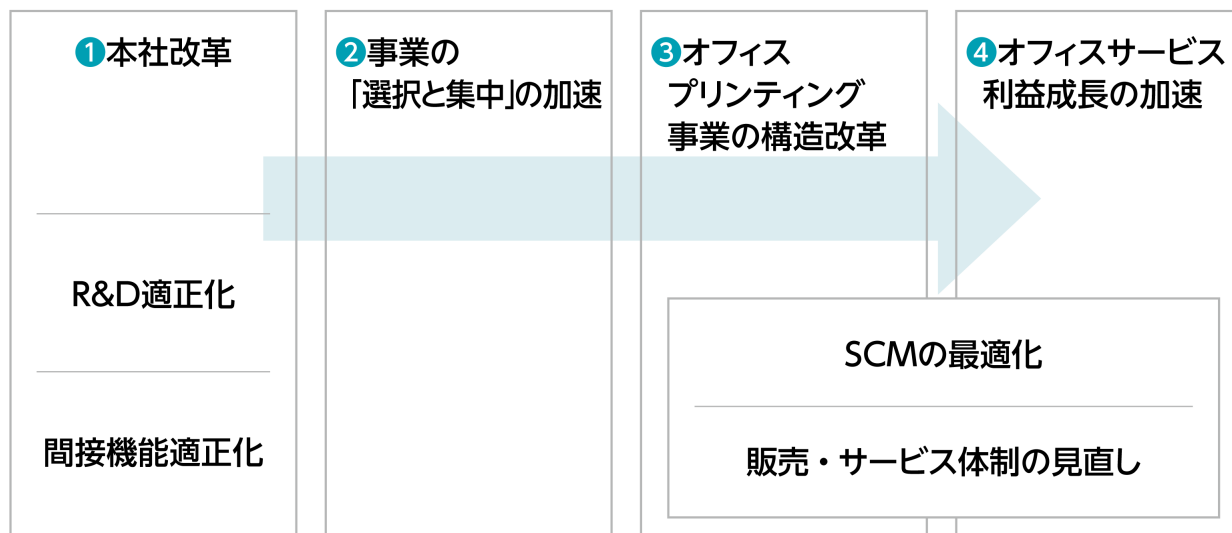 ❶本社改革
❷事業の
「選択と集中」の加速
❸オフィス
プリンティング
事業の構造改革
❹オフィスサービス
利益成長の加速
R&D適正化
間接機能適正化
SCMの最適化
販売・サービス体制の見直し